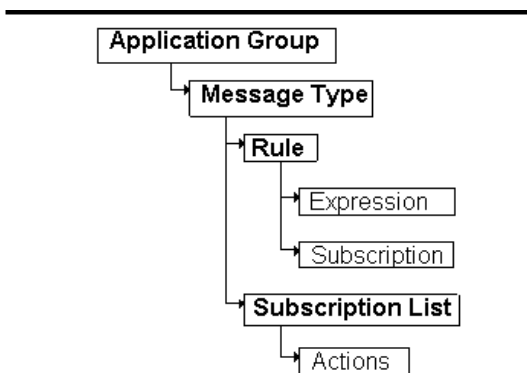 Application Group
Message Type
Rule
Expression
Subscription
Subscription List
Actions